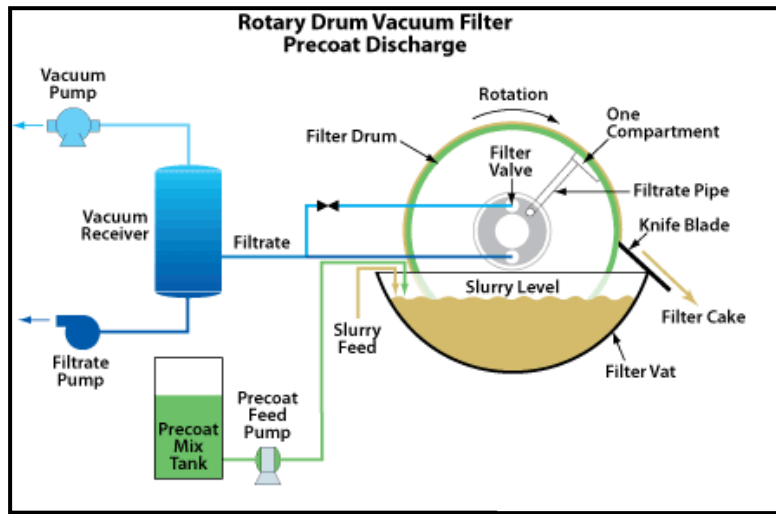 Rotary Drum Vacuum Filter
Precoat Discharge
Vacuum
Pump
Rotation
One
Compartment
Filter Drum
Filter
Valve
Filtrate Pipe
Vacuum
Receiver
Filtrate
Knife Blade
Slurry Level
Slurry
Feed
Filter Cake
Filtrate
Pump
Filter Vat
Precoat
Feed
Pump
Precoat
Mix
Tank